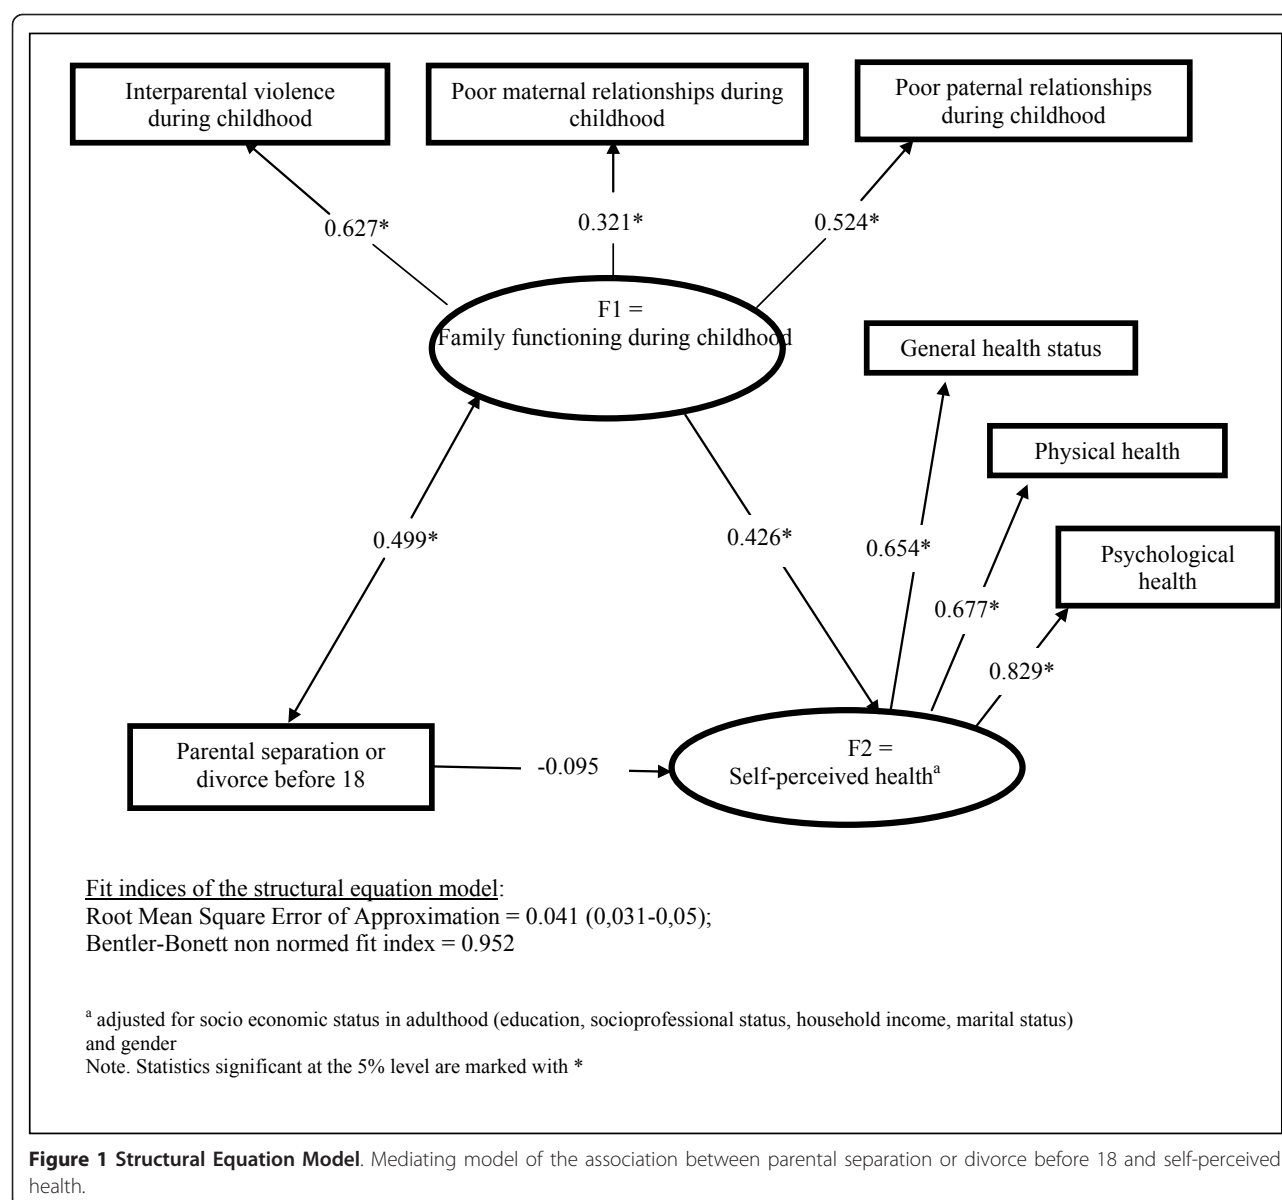 Interparental violence
during childhood
Poor maternal relationships during
childhood
Poor paternal relationships
during childhood
0.627*
0.321*
0.524*
F1 =
Family functioning during childhood
General health status
Physical health
Psychological
health
0.499*
0.426*
0.654*
0.677*
0.829*
Parental separation or
divorce before 18
-0.095
F2 =
Self-perceived healthᵃ
Fit indices of the structural equation model:
Root Mean Square Error of Approximation = 0.041 (0,031-0,05);
Bentler-Bonett non normed fit index = 0.952
ᵃ adjusted for socio economic status in adulthood (education, socioprofessional status, household income, marital status)
and gender
Note. Statistics significant at the 5% level are marked with *
Figure 1 Structural Equation Model. Mediating model of the association between parental separation or divorce before 18 and self-perceived
health.